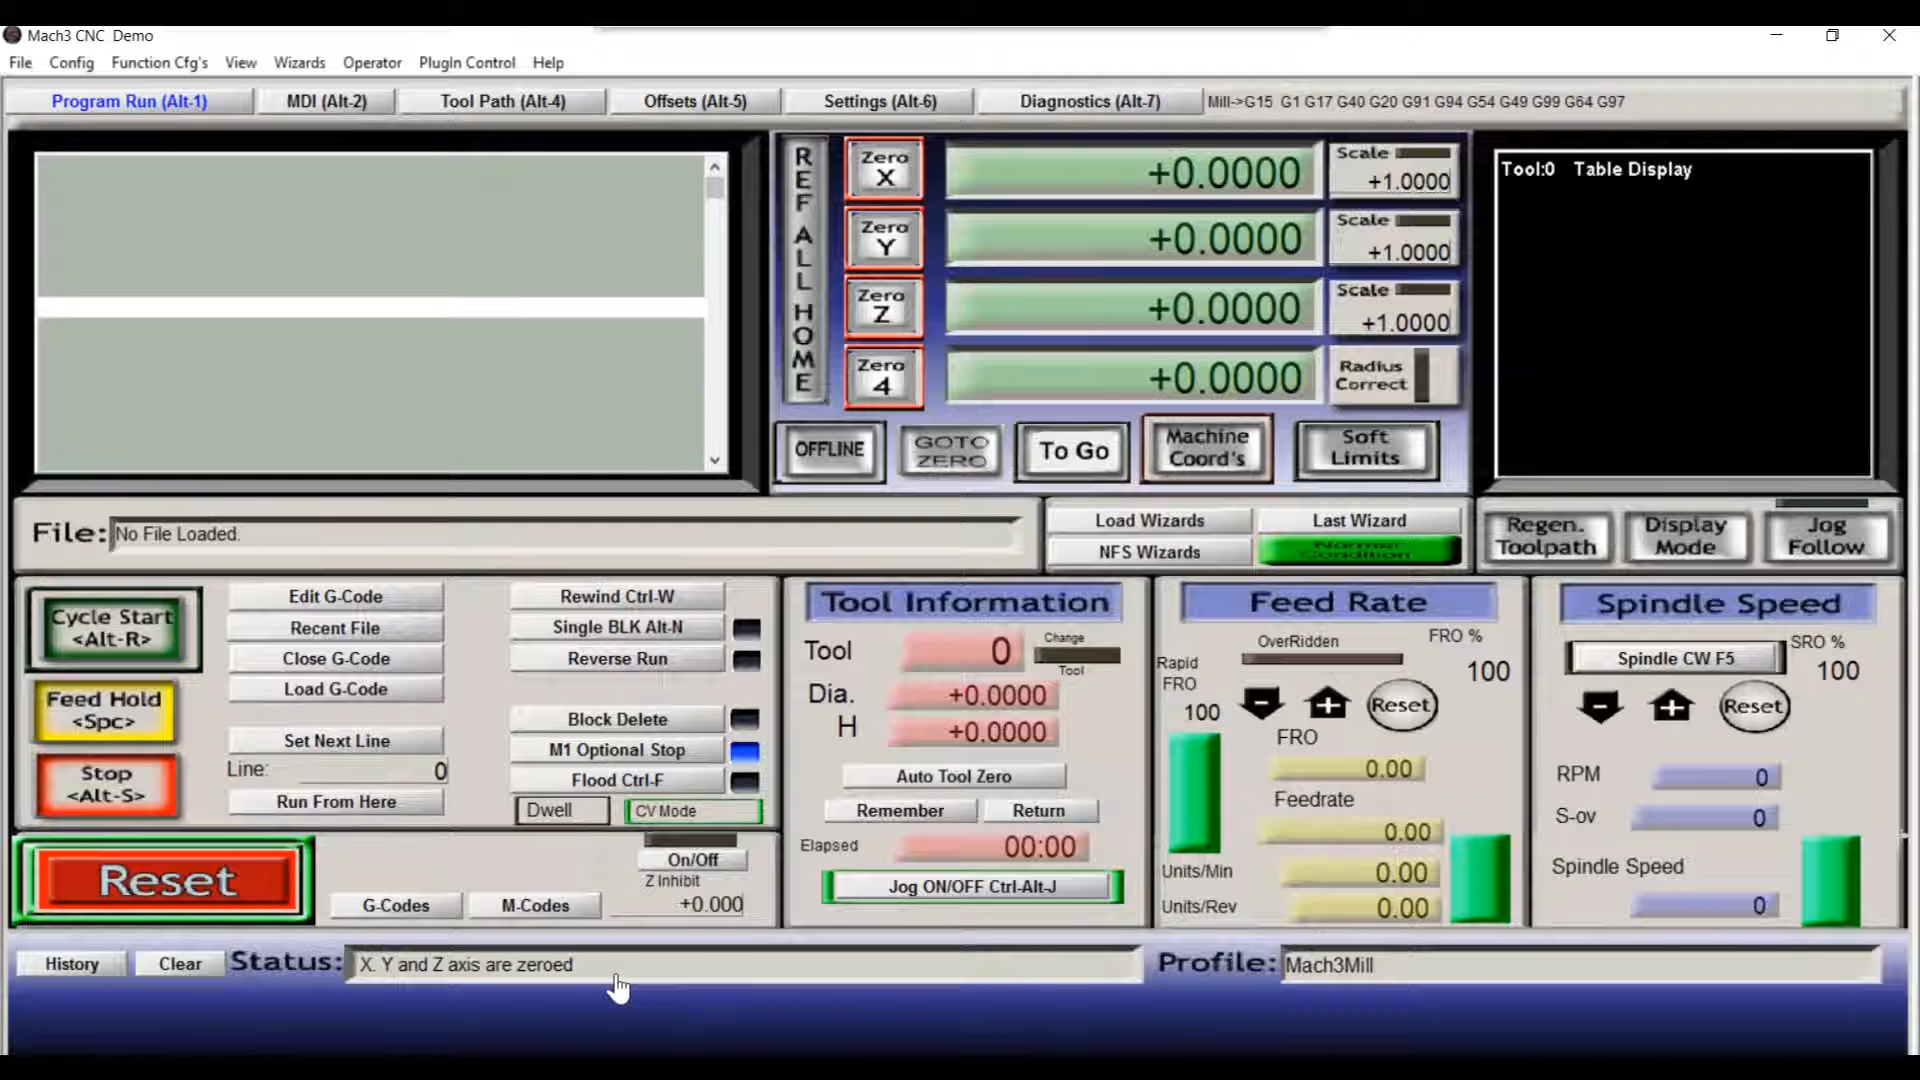 Mach3 CNC Demo
File Config Function Cfg's View Wizards Operator PlugIn Control Help
Program Run (Alt-1) MDI (Alt-2) Tool Path (Alt-4) Offsets (Alt-5) Settings (Alt-6) Diagnostics (Alt-7) Mill->G15 G1 G17 G40 G20 G91 G94 G54 G49 G99 G64 G97
REF ALL HOME
Zero X +0.0000 Scale +1.0000
Zero Y +0.0000 Scale +1.0000
Zero Z +0.0000 Scale +1.0000
Zero 4 +0.0000 Radius Correct
OFFLINE GOTO ZERO To Go Machine Coord's Soft Limits
Tool:0 Table Display
File: No File Loaded.
Load Wizards Last Wizard
NFS Wizards Normal Condition
Regen. Toolpath Display Mode Jog Follow
Cycle Start <Alt-R>
Feed Hold <Spc>
Stop <Alt-S>
Edit G-Code
Recent File
Close G-Code
Load G-Code
Set Next Line
Line: 0
Run From Here
Rewind Ctrl-W
Single BLK Alt-N
Reverse Run
Block Delete
M1 Optional Stop
Flood Ctrl-F
Dwell CV Mode
Reset
G-Codes M-Codes
On/Off
Z Inhibit
+0.000
Tool Information
Tool 0 Change Tool
Dia. +0.0000
H +0.0000
Auto Tool Zero
Remember Return
Elapsed 00:00
Jog ON/OFF Ctrl-Alt-J
Feed Rate
OverRidden FRO %
100
Rapid FRO
100
Reset
FRO
0.00
Feedrate
0.00
Units/Min 0.00
Units/Rev 0.00
Spindle Speed
Spindle CW F5 SRO %
100
Reset
RPM 0
S-ov 0
Spindle Speed
0
History Clear Status: X. Y and Z axis are zeroed Profile: Mach3Mill